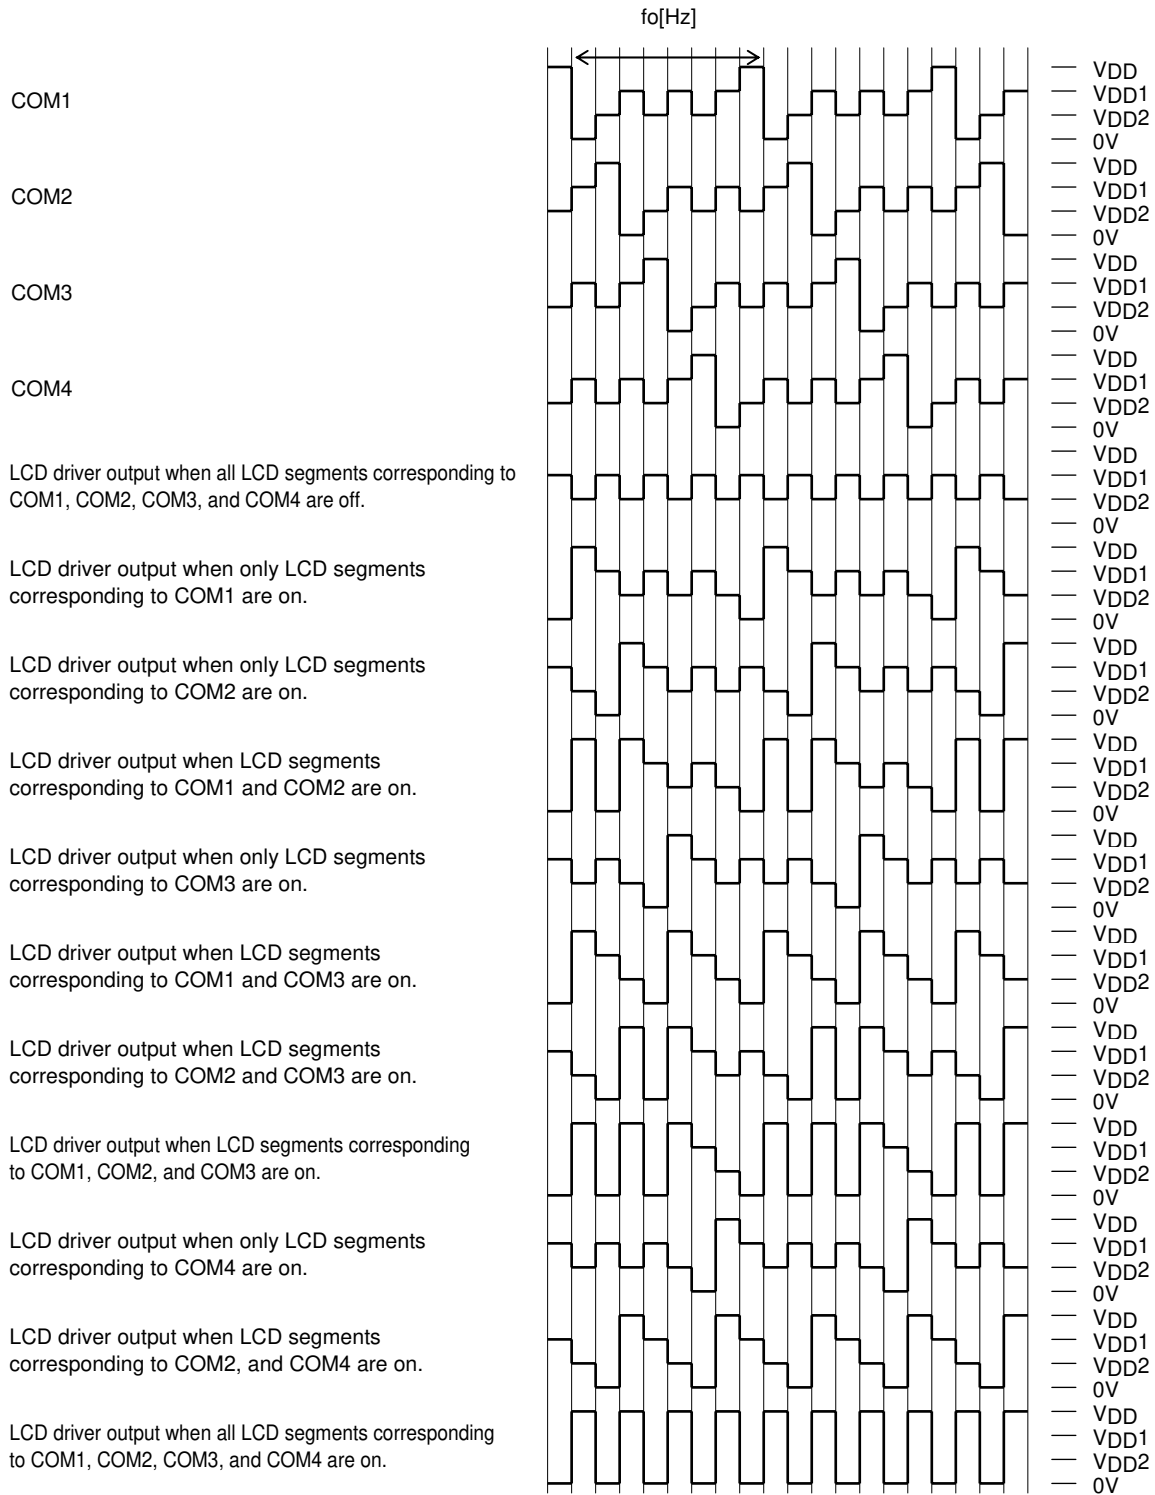 fo[Hz]
COM1
VDD
VDD1
VDD2
0V
COM2
VDD
VDD1
VDD2
0V
COM3
VDD
VDD1
VDD2
0V
COM4
VDD
VDD1
VDD2
0V
LCD driver output when all LCD segments corresponding to
COM1, COM2, COM3, and COM4 are off.
VDD
VDD1
VDD2
0V
LCD driver output when only LCD segments
corresponding to COM1 are on.
VDD
VDD1
VDD2
0V
LCD driver output when only LCD segments
corresponding to COM2 are on.
VDD
VDD1
VDD2
0V
LCD driver output when LCD segments
corresponding to COM1 and COM2 are on.
VDD
VDD1
VDD2
0V
LCD driver output when only LCD segments
corresponding to COM3 are on.
VDD
VDD1
VDD2
0V
LCD driver output when LCD segments
corresponding to COM1 and COM3 are on.
VDD
VDD1
VDD2
0V
LCD driver output when LCD segments
corresponding to COM2 and COM3 are on.
VDD
VDD1
VDD2
0V
LCD driver output when LCD segments corresponding
to COM1, COM2, and COM3 are on.
VDD
VDD1
VDD2
0V
LCD driver output when only LCD segments
corresponding to COM4 are on.
VDD
VDD1
VDD2
0V
LCD driver output when LCD segments
corresponding to COM2, and COM4 are on.
VDD
VDD1
VDD2
0V
LCD driver output when all LCD segments corresponding
to COM1, COM2, COM3, and COM4 are on.
VDD
VDD1
VDD2
0V